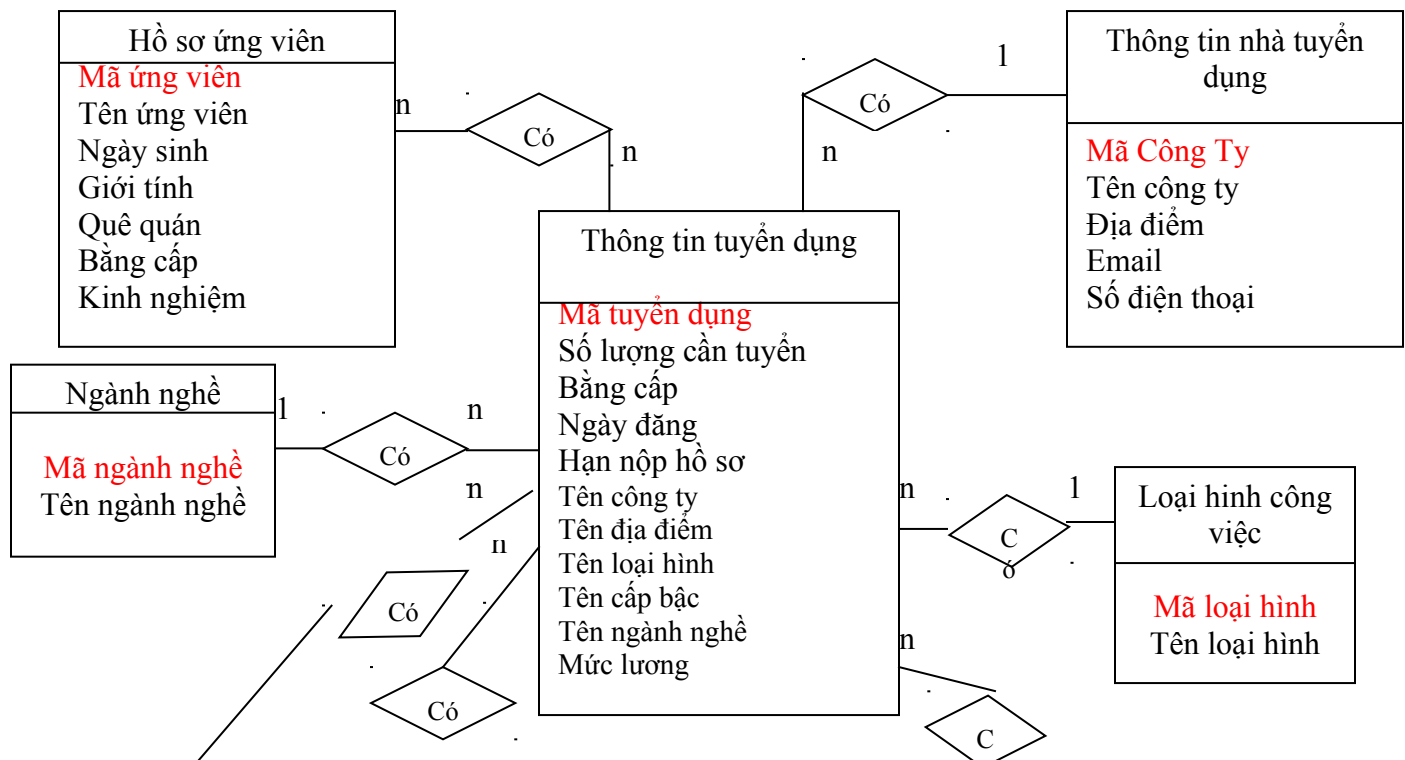 Hồ sơ ứng viên
Mã ứng viên
Tên ứng viên
Ngày sinh
Giới tính
Quê quán
Bằng cấp
Kinh nghiệm
n
Có
n
1
Có
n
Thông tin nhà tuyển
dụng
Mã Công Ty
Tên công ty
Địa điểm
Email
Số điện thoại
Thông tin tuyển dụng
Mã tuyển dụng
Số lượng cần tuyển
Bằng cấp
Ngày đăng
Hạn nộp hồ sơ
Tên công ty
Tên địa điểm
Tên loại hình
Tên cấp bậc
Tên ngành nghề
Mức lương
Ngành nghề
Mã ngành nghề
Tên ngành nghề
1
Có
n
n
n
Có
Có
n
C
ó
1
Loại hinh công
việc
Mã loại hình
Tên loại hình
n
C